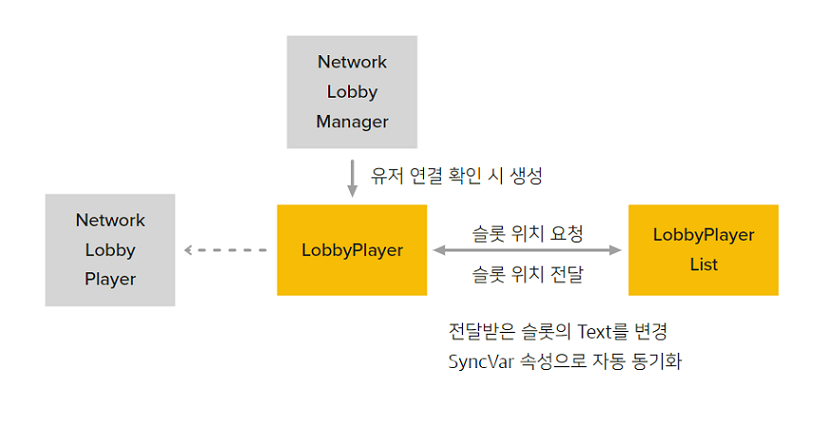 Network
Lobby
Manager
유저 연결 확인 시 생성
Network
Lobby
Player
LobbyPlayer
슬롯 위치 요청
슬롯 위치 전달
LobbyPlayer
List
전달받은 슬롯의 Text를 변경
SyncVar 속성으로 자동 동기화